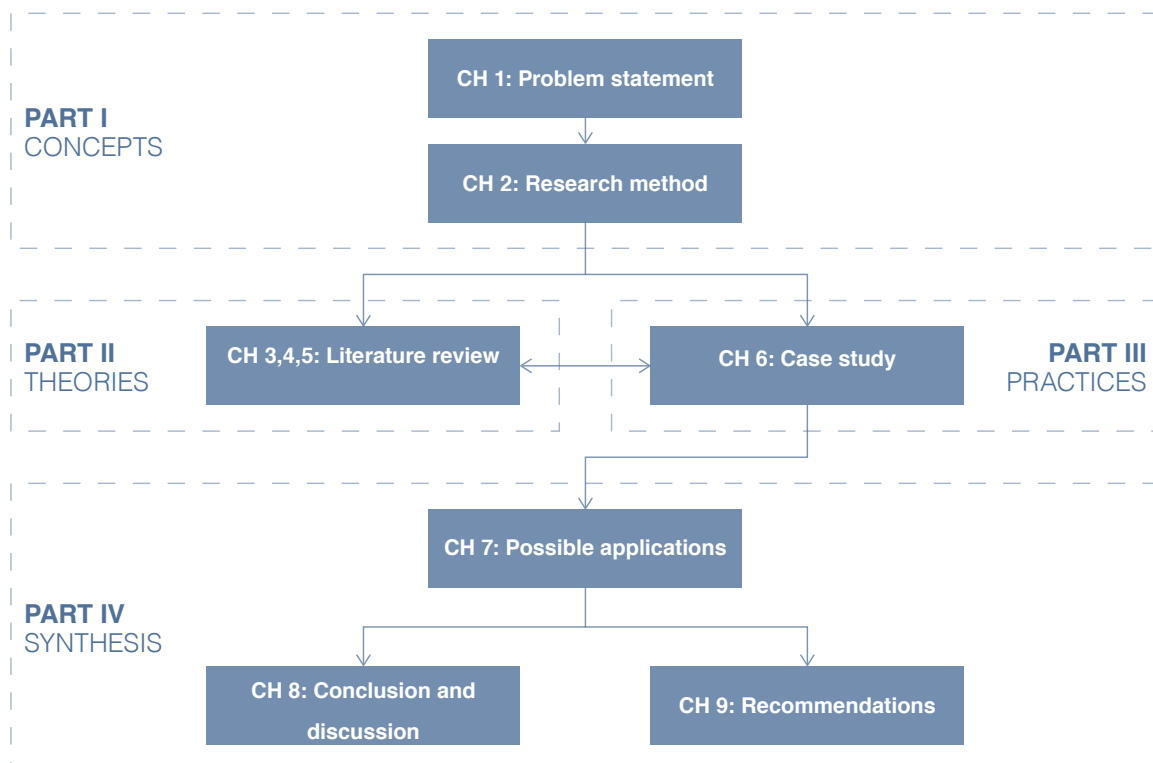 CH 1: Problem statement
PART I
CONCEPTS
CH 2: Research method
PART II
THEORIES
CH 3,4,5: Literature review
CH 6: Case study
PART III
PRACTICES
CH 7: Possible applications
PART IV
SYNTHESIS
CH 8: Conclusion and
discussion
CH 9: Recommendations